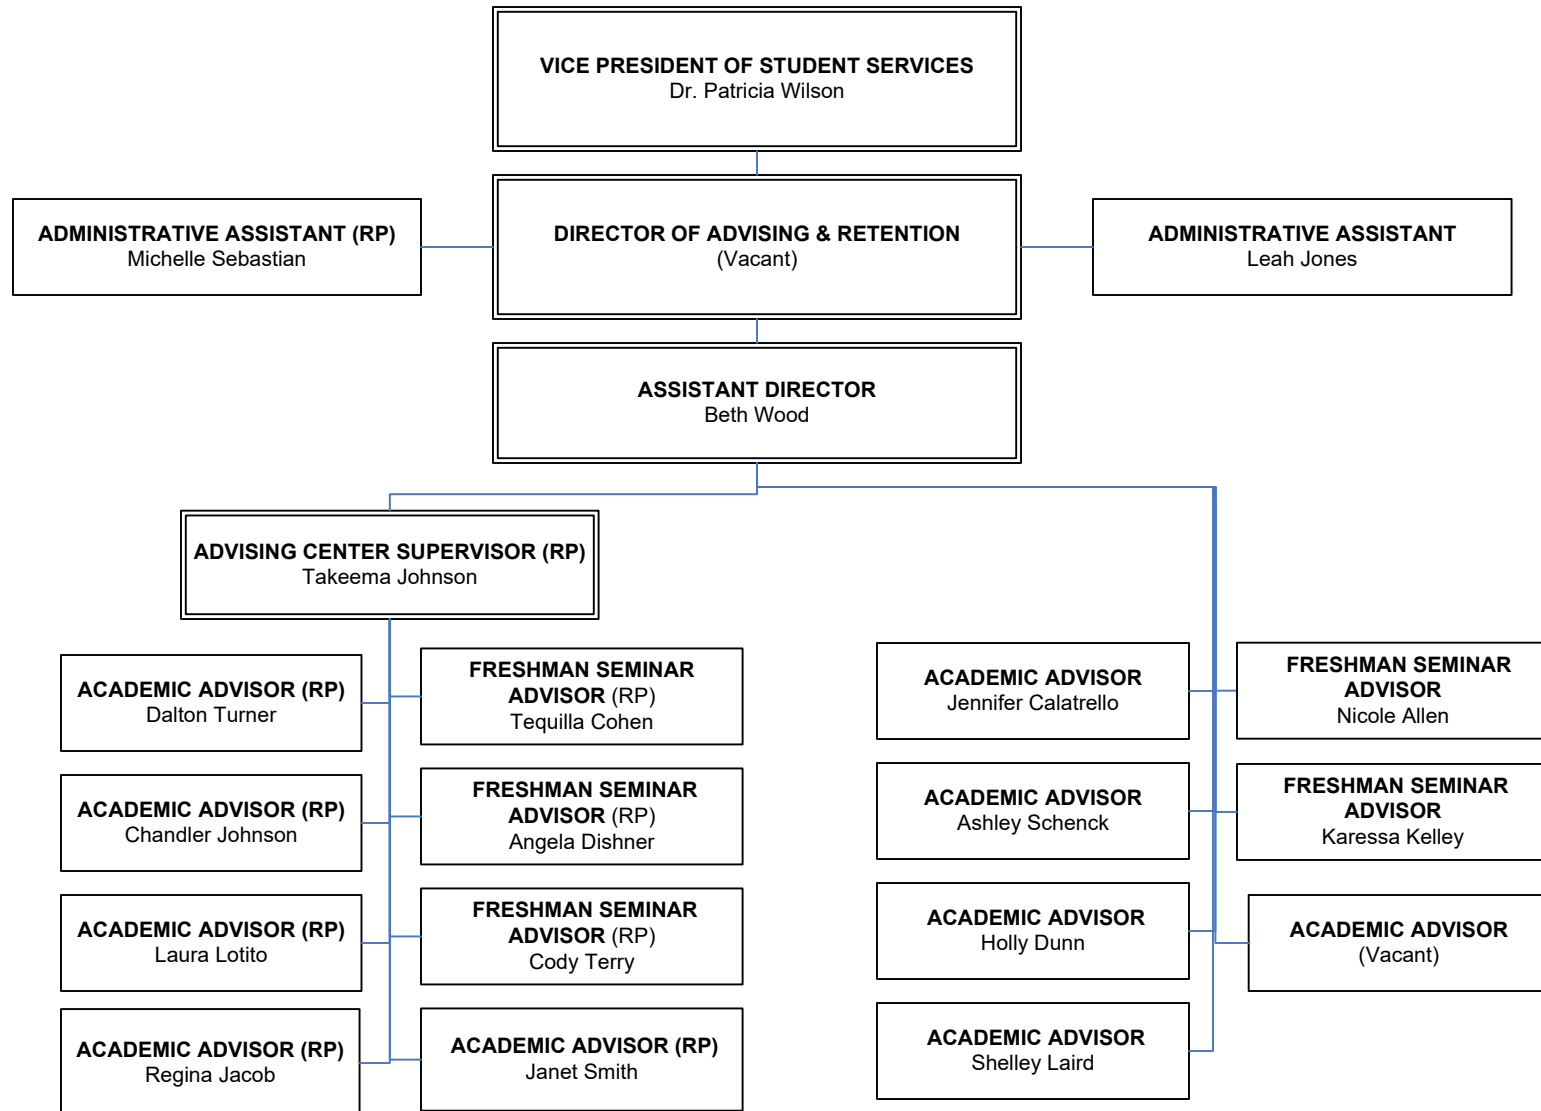 VICE PRESIDENT OF STUDENT SERVICES
Dr. Patricia Wilson
ADMINISTRATIVE ASSISTANT (RP)
Michelle Sebastian
DIRECTOR OF ADVISING & RETENTION
(Vacant)
ADMINISTRATIVE ASSISTANT
Leah Jones
ASSISTANT DIRECTOR
Beth Wood
ADVISING CENTER SUPERVISOR (RP)
Takeema Johnson
ACADEMIC ADVISOR (RP)
Dalton Turner
FRESHMAN SEMINAR
ADVISOR (RP)
Tequilla Cohen
ACADEMIC ADVISOR (RP)
Chandler Johnson
FRESHMAN SEMINAR
ADVISOR (RP)
Angela Dishner
ACADEMIC ADVISOR (RP)
Laura Lotito
FRESHMAN SEMINAR
ADVISOR (RP)
Cody Terry
ACADEMIC ADVISOR (RP)
Regina Jacob
ACADEMIC ADVISOR (RP)
Janet Smith
ACADEMIC ADVISOR
Jennifer Calatrello
FRESHMAN SEMINAR
ADVISOR
Nicole Allen
ACADEMIC ADVISOR
Ashley Schenck
FRESHMAN SEMINAR
ADVISOR
Karessa Kelley
ACADEMIC ADVISOR
Holly Dunn
ACADEMIC ADVISOR
(Vacant)
ACADEMIC ADVISOR
Shelley Laird